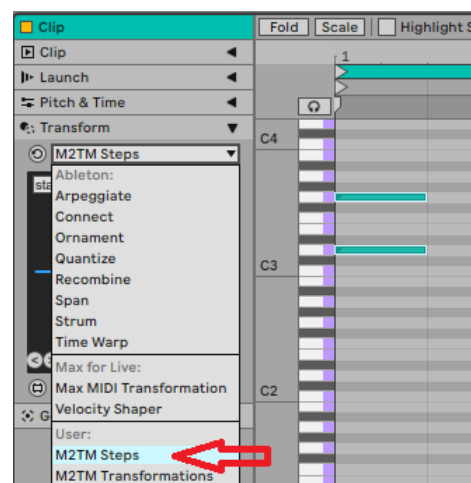 Clip
Fold Scale Highlight
Clip
1
Launch
Pitch & Time
Transform
C4
M2TM Steps
Ableton:
Arpeggiate
Connect
Ornament
Quantize
C3
Recombine
Span
Strum
Time Warp
Max for Live:
Max MIDI Transformation
C2
Velocity Shaper
User:
M2TM Steps
M2TM Transformations